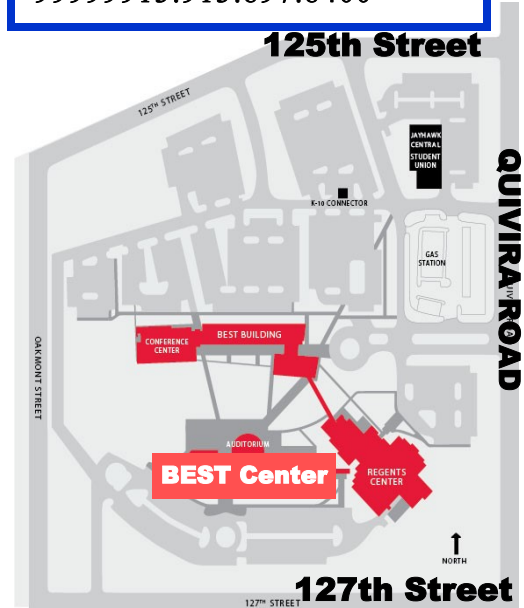 125th Street
125TH STREET
JAYHAWK
CENTRAL
STUDENT
UNION
QUIVIRA ROAD
K-10 CONNECTOR
GAS
STATION
OAKMONT STREET
BEST BUILDING
CONFERENCE
CENTER
AUDITORIUM
BEST Center
REGENTS
CENTER
NORTH
127TH STREET
127th Street